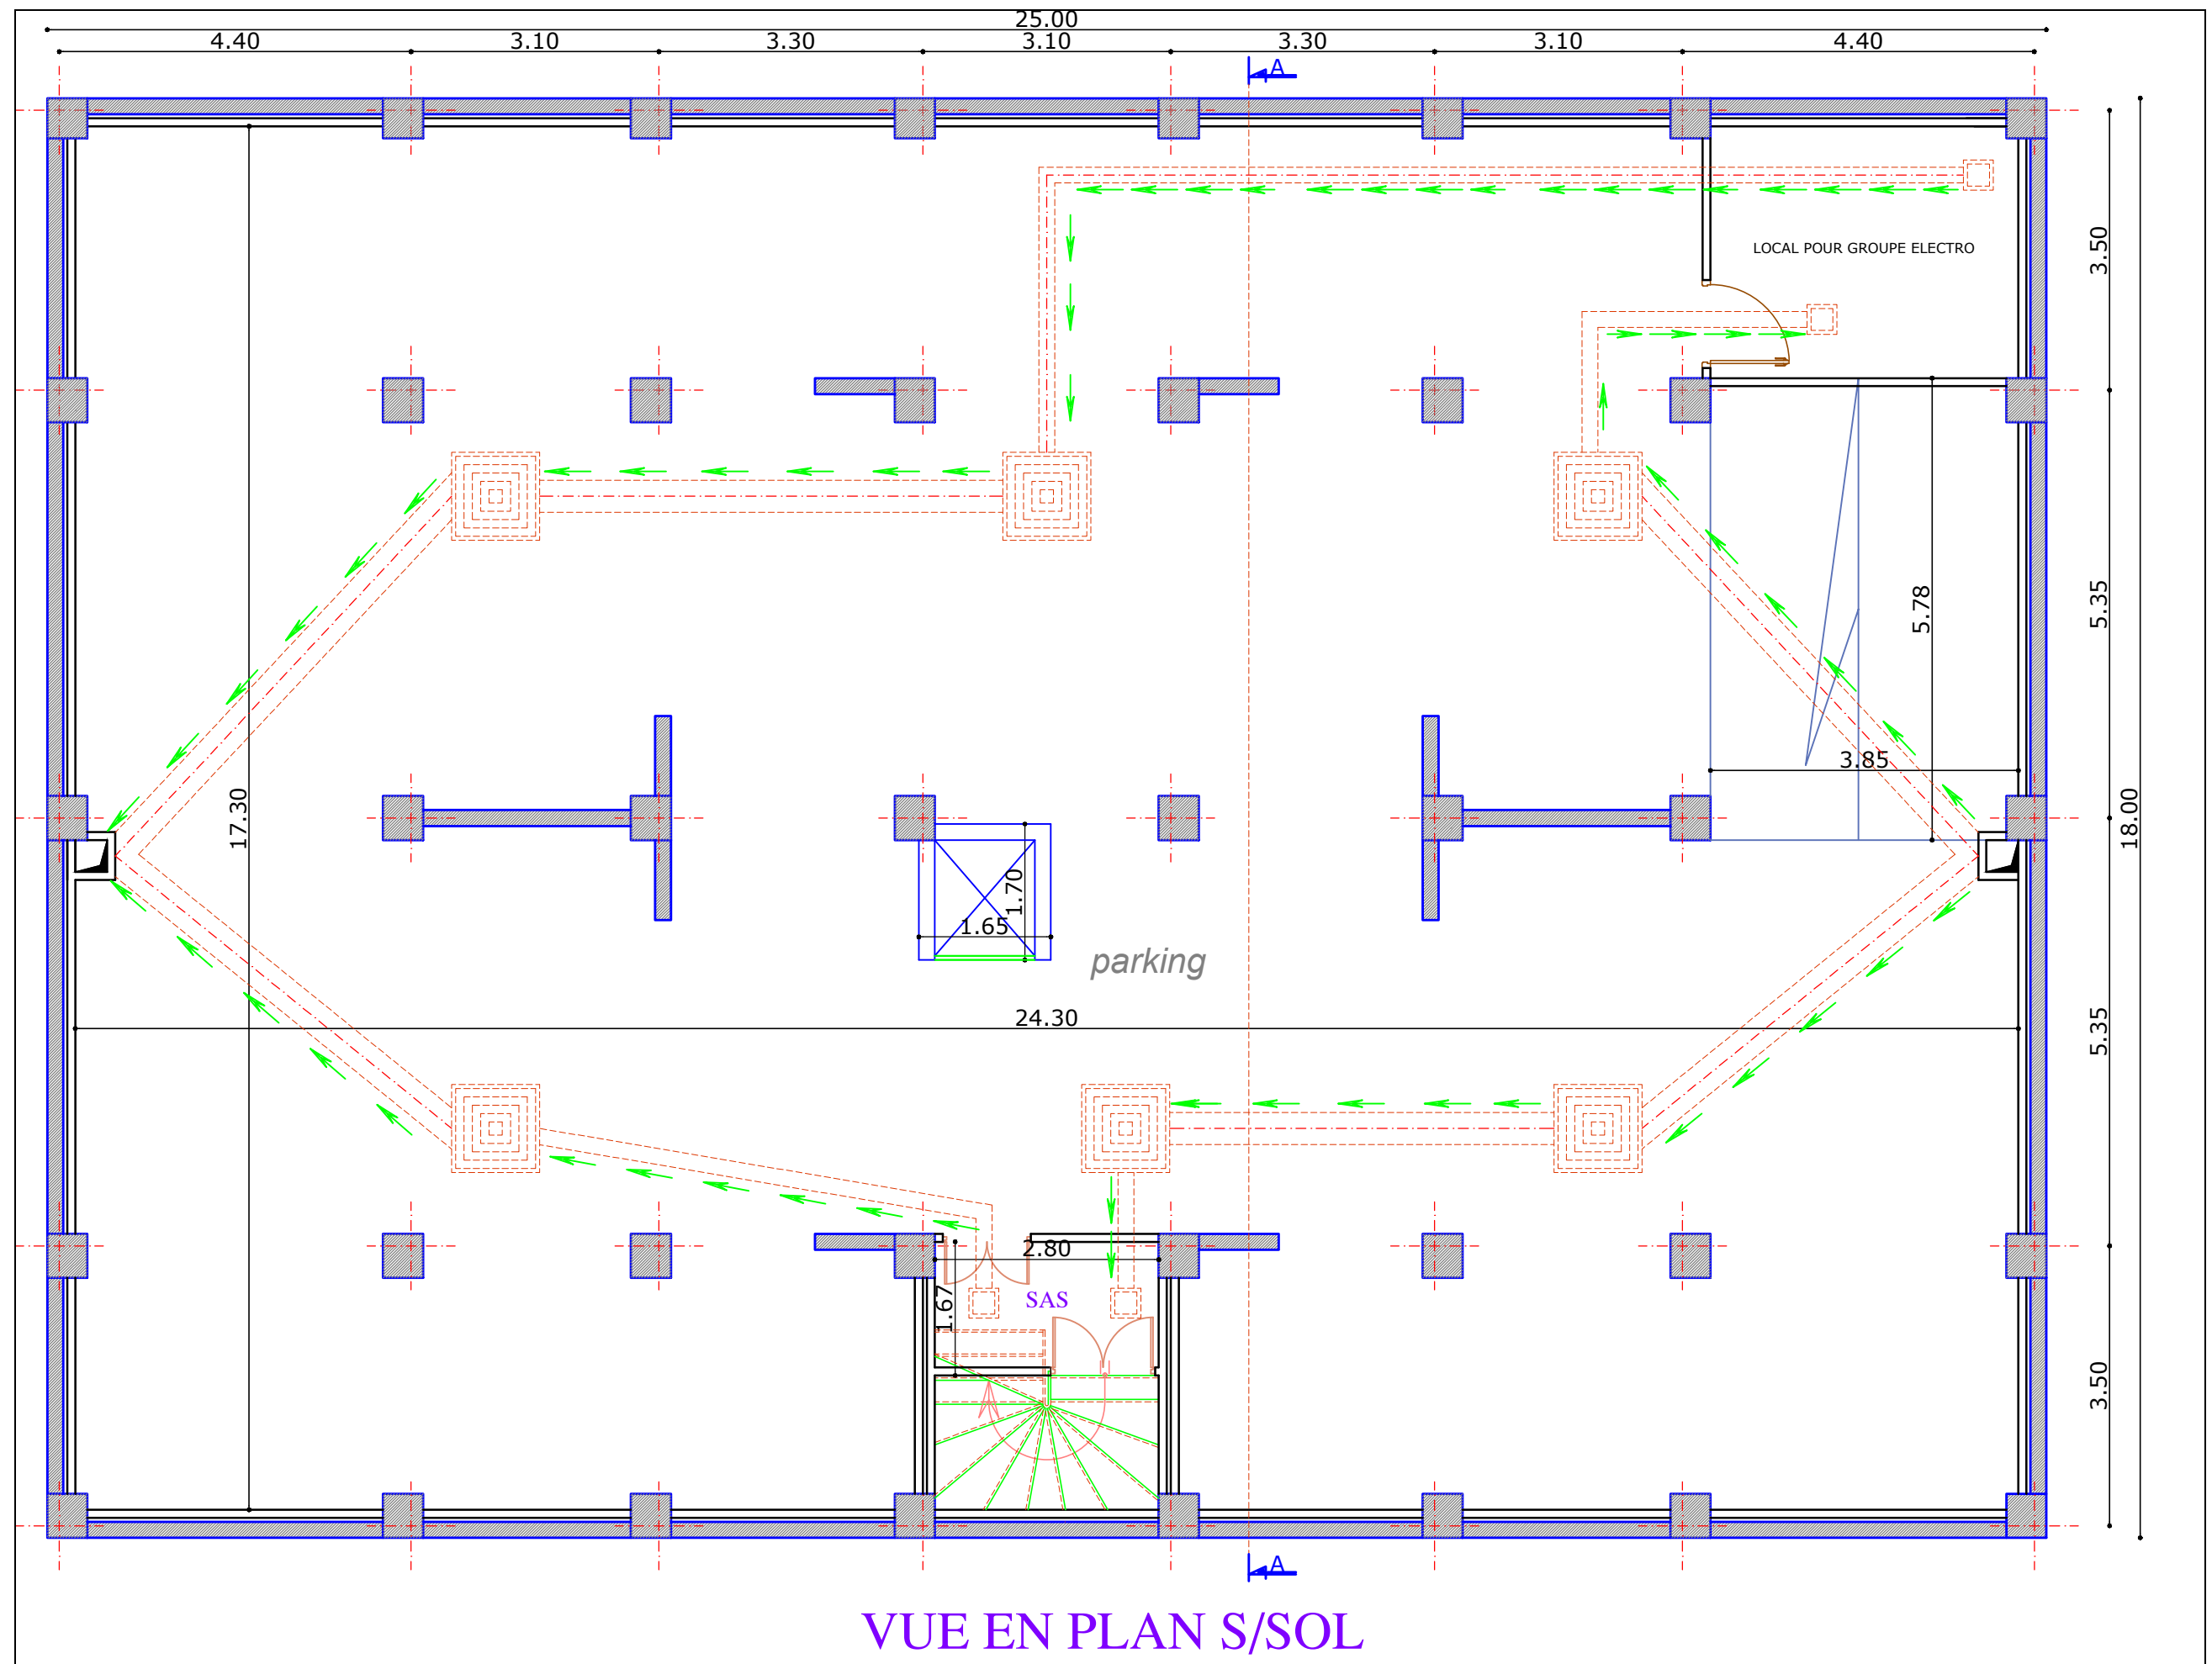 25.00
4.40 3.10 3.30 3.10 3.30 3.10 4.40
A
LOCAL POUR GROUPE ELECTRO
3.50
5.35
5.78
3.85
17.30
18.00
1.70
1.65
parking
24.30
5.35
2.80
1.67
SAS
3.50
A
VUE EN PLAN S/SOL